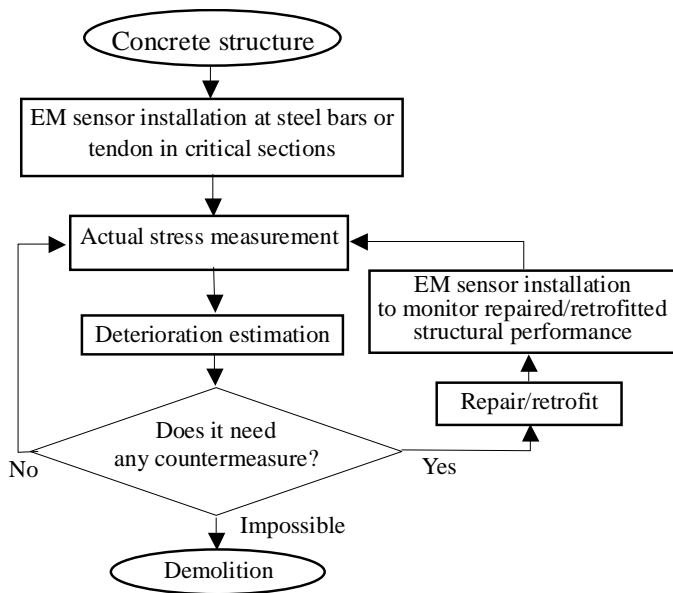 Concrete structure
EM sensor installation at steel bars or
tendon in critical sections
Actual stress measurement
EM sensor installation
to monitor repaired/retrofitted
structural performance
Deterioration estimation
Repair/retrofit
Does it need
any countermeasure?
No
Yes
Impossible
Demolition